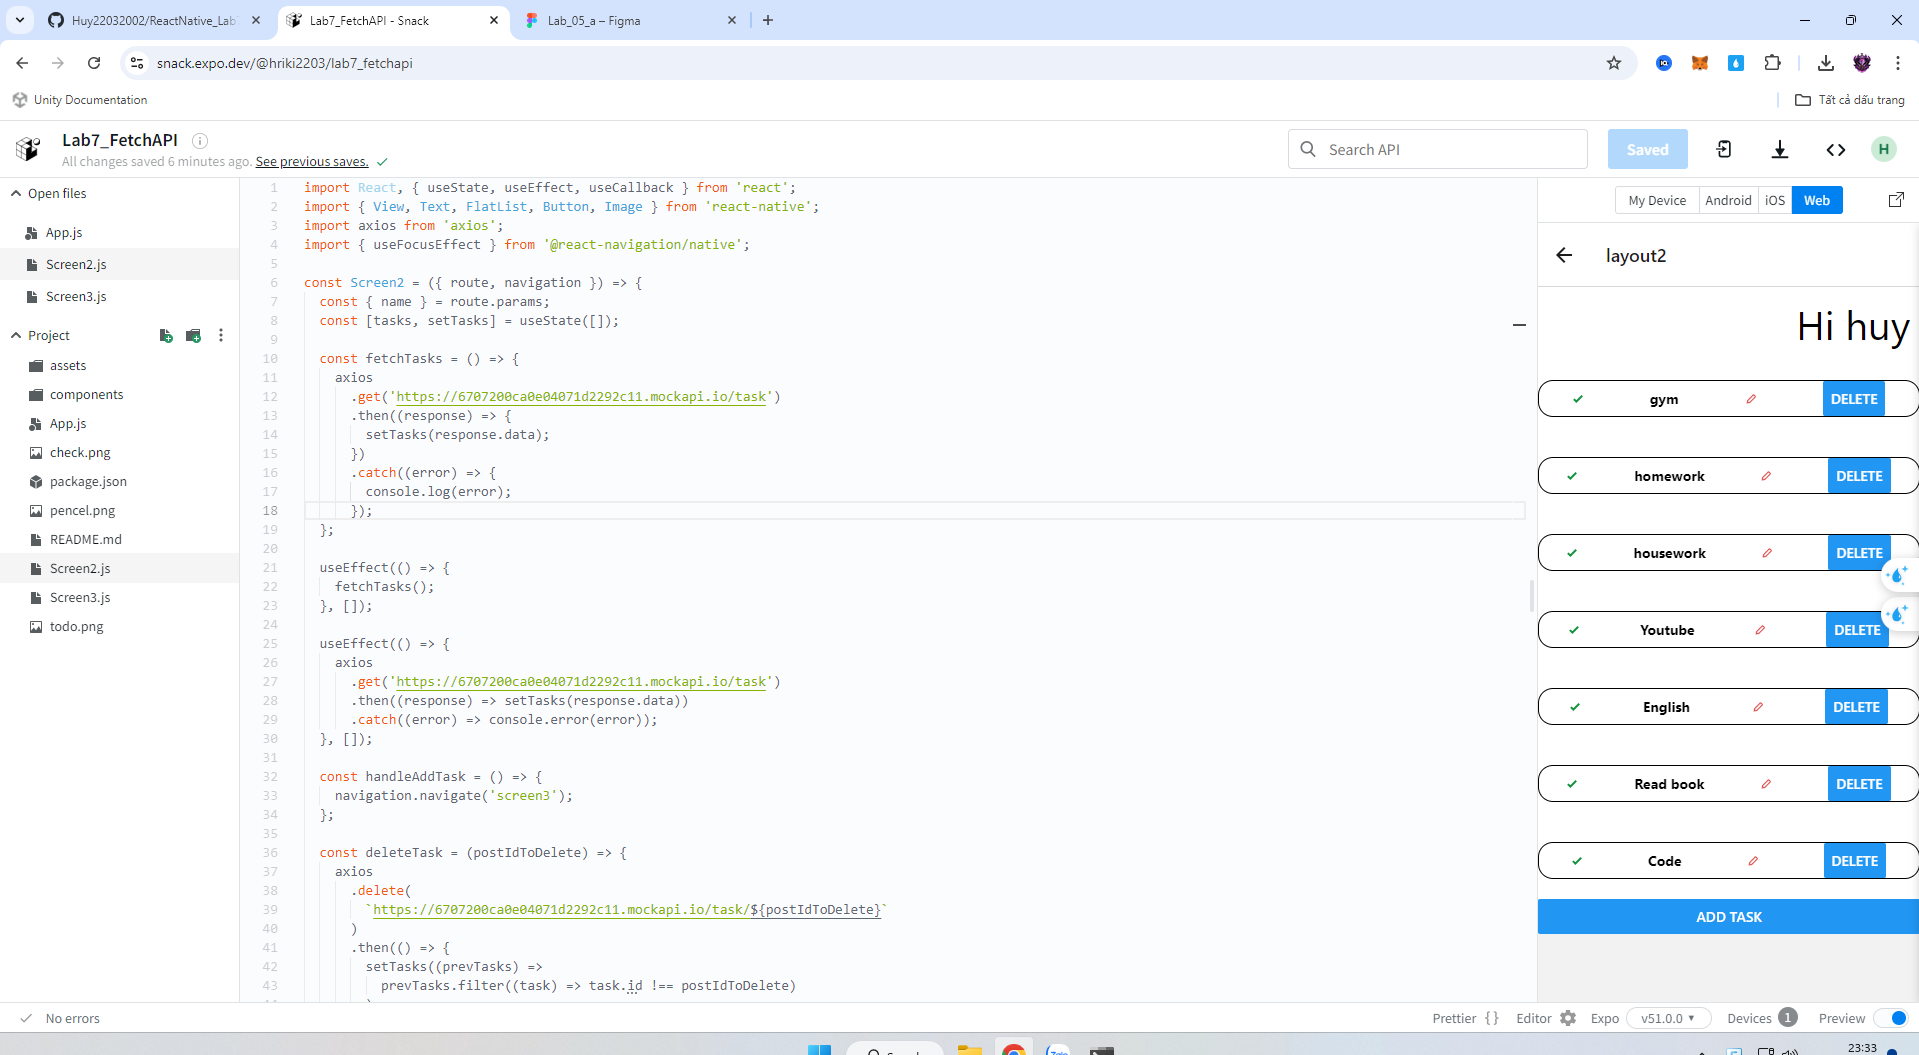 Huy22032002/ReactNative_Lab
Lab7_FetchAPI - Snack
Lab_05_a – Figma
snack.expo.dev/@hriki2203/lab7_fetchapi
Unity Documentation
Tất cả dấu trang
Lab7_FetchAPI
All changes saved 6 minutes ago. See previous saves.
Search API
Saved
H
Open files
App.js
Screen2.js
Screen3.js
Project
assets
components
App.js
check.png
package.json
pencel.png
README.md
Screen2.js
Screen3.js
todo.png
1 import React, { useState, useEffect, useCallback } from 'react';
2 import { View, Text, FlatList, Button, Image } from 'react-native';
3 import axios from 'axios';
4 import { useFocusEffect } from '@react-navigation/native';
5
6 const Screen2 = ({ route, navigation }) => {
7 const { name } = route.params;
8 const [tasks, setTasks] = useState([]);
9
10 const fetchTasks = () => {
11 axios
12 .get('https://6707200ca0e04071d2292c11.mockapi.io/task')
13 .then((response) => {
14 setTasks(response.data);
15 })
16 .catch((error) => {
17 console.log(error);
18 });
19 };
20
21 useEffect(() => {
22 fetchTasks();
23 }, []);
24
25 useEffect(() => {
26 axios
27 .get('https://6707200ca0e04071d2292c11.mockapi.io/task')
28 .then((response) => setTasks(response.data))
29 .catch((error) => console.error(error));
30 }, []);
31
32 const handleAddTask = () => {
33 navigation.navigate('screen3');
34 };
35
36 const deleteTask = (postIdToDelete) => {
37 axios
38 .delete(
39 `https://6707200ca0e04071d2292c11.mockapi.io/task/${postIdToDelete}`
40 )
41 .then(() => {
42 setTasks((prevTasks) =>
43 prevTasks.filter((task) => task.id !== postIdToDelete)
My Device
Android
iOS
Web
layout2
Hi huy
gym DELETE
homework DELETE
housework DELETE
Youtube DELETE
English DELETE
Read book DELETE
Code DELETE
ADD TASK
No errors
Prettier { }
Editor
Expo v51.0.0
Devices 1
Preview
23:33